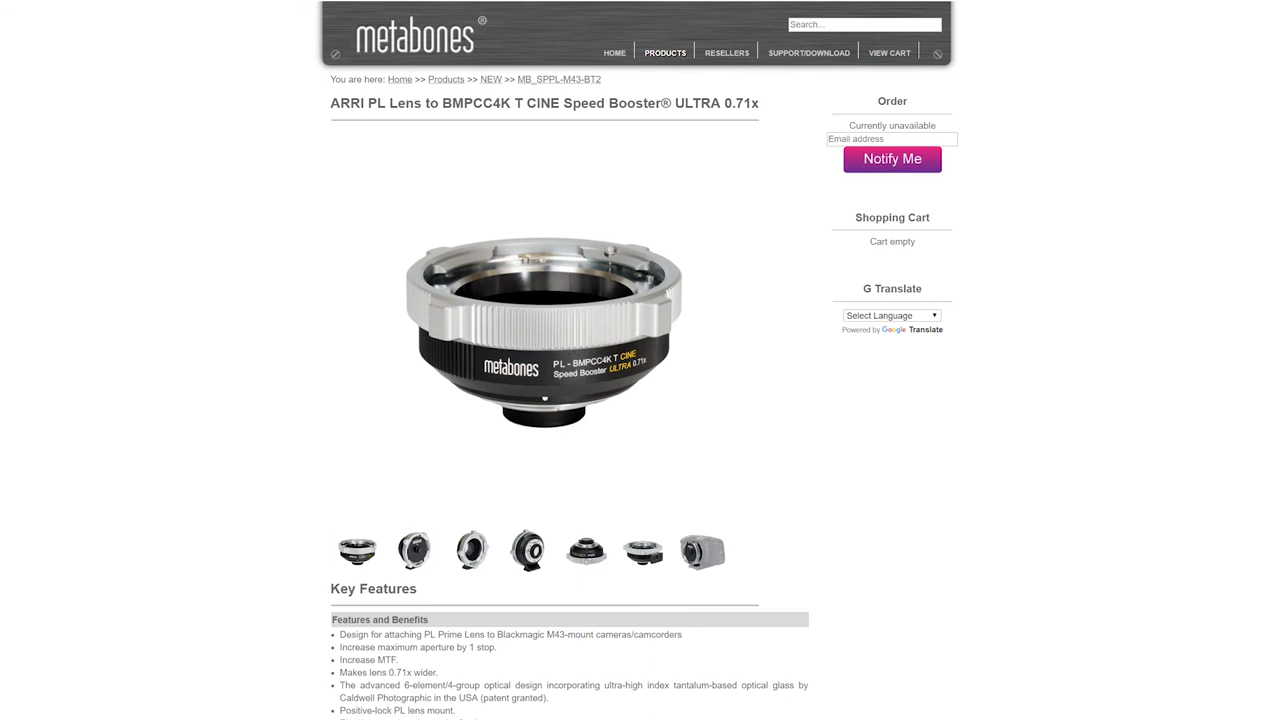 metabones®
Search...
HOME
PRODUCTS
RESELLERS
SUPPORT/DOWNLOAD
VIEW CART
You are here: Home >> Products >> NEW >> MB_SPPL-M43-BT2
ARRI PL Lens to BMPCC4K T CINE Speed Booster® ULTRA 0.71x
Order
Currently unavailable
Email address
Notify Me
Shopping Cart
Cart empty
G Translate
Select Language
Powered by Google Translate
metabones
PL - BMPCC4K T CINE
Speed Booster ULTRA 0.71x
Key Features
Features and Benefits
• Design for attaching PL Prime Lens to Blackmagic M43-mount cameras/camcorders
• Increase maximum aperture by 1 stop.
• Increase MTF.
• Makes lens 0.71x wider.
• The advanced 6-element/4-group optical design incorporating ultra-high index tantalum-based optical glass by
Caldwell Photographic in the USA (patent granted).
• Positive-lock PL lens mount.